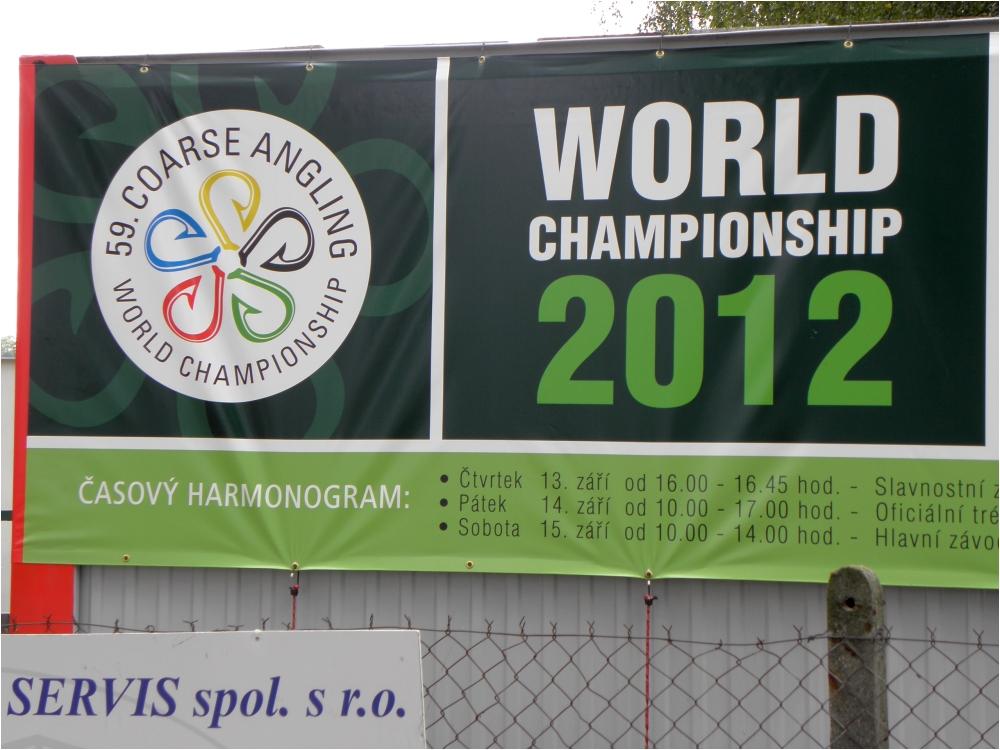 59. COARSE ANGLING
WORLD CHAMPIONSHIP
WORLD
CHAMPIONSHIP
2012
ČASOVÝ HARMONOGRAM:
• Čtvrtek 13. září od 16.00 - 16.45 hod. - Slavnostní z
• Pátek 14. září od 10.00 - 17.00 hod. - Oficiální tré
• Sobota 15. září od 10.00 - 14.00 hod. - Hlavní závo
SERVIS spol. s r.o.